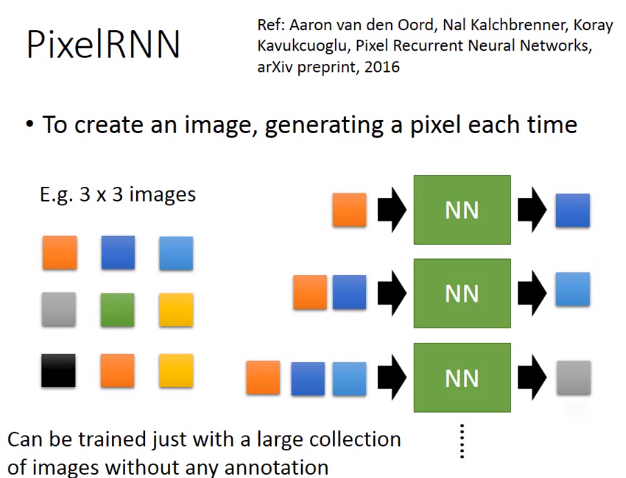 PixelRNN
Ref: Aaron van den Oord, Nal Kalchbrenner, Koray
Kavukcuoglu, Pixel Recurrent Neural Networks,
arXiv preprint, 2016
• To create an image, generating a pixel each time
E.g. 3 x 3 images
NN
NN
NN
Can be trained just with a large collection
of images without any annotation